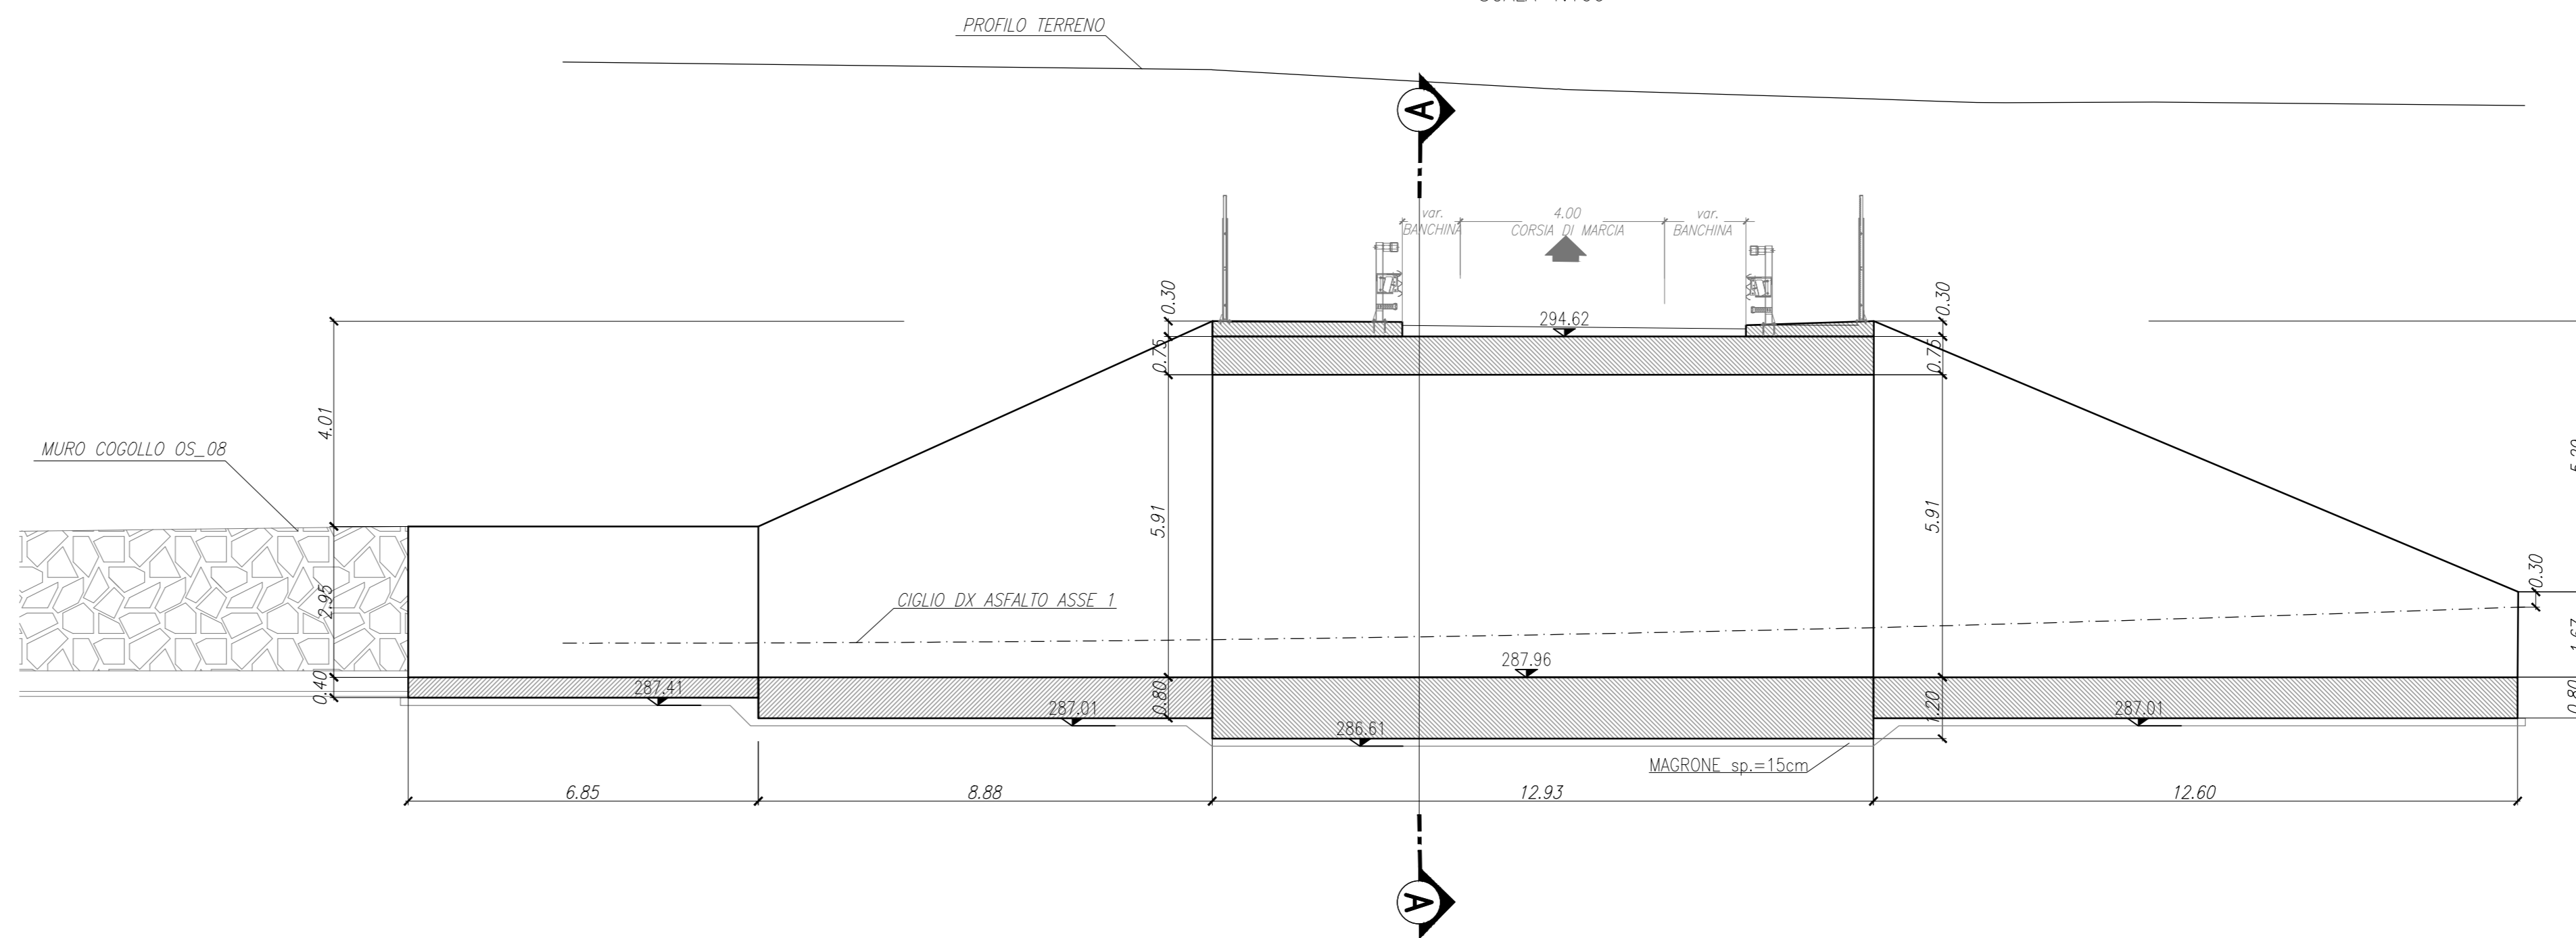 PROFILO TERRENO
A
var.
BANCHINA
4.00
CORSIA DI MARCIA
var.
BANCHINA
0.30
0.30
294.62
0.75
0.75
4.01
MURO COGOLLO OS_08
5.91
5.91
0.30
2.95
CIGLIO DX ASFALTO ASSE 1
287.96
0.40
287.41
0.80
287.01
1.20
286.61
287.01
0.80
MAGRONE sp.=15cm
6.85
8.88
12.93
12.60
A